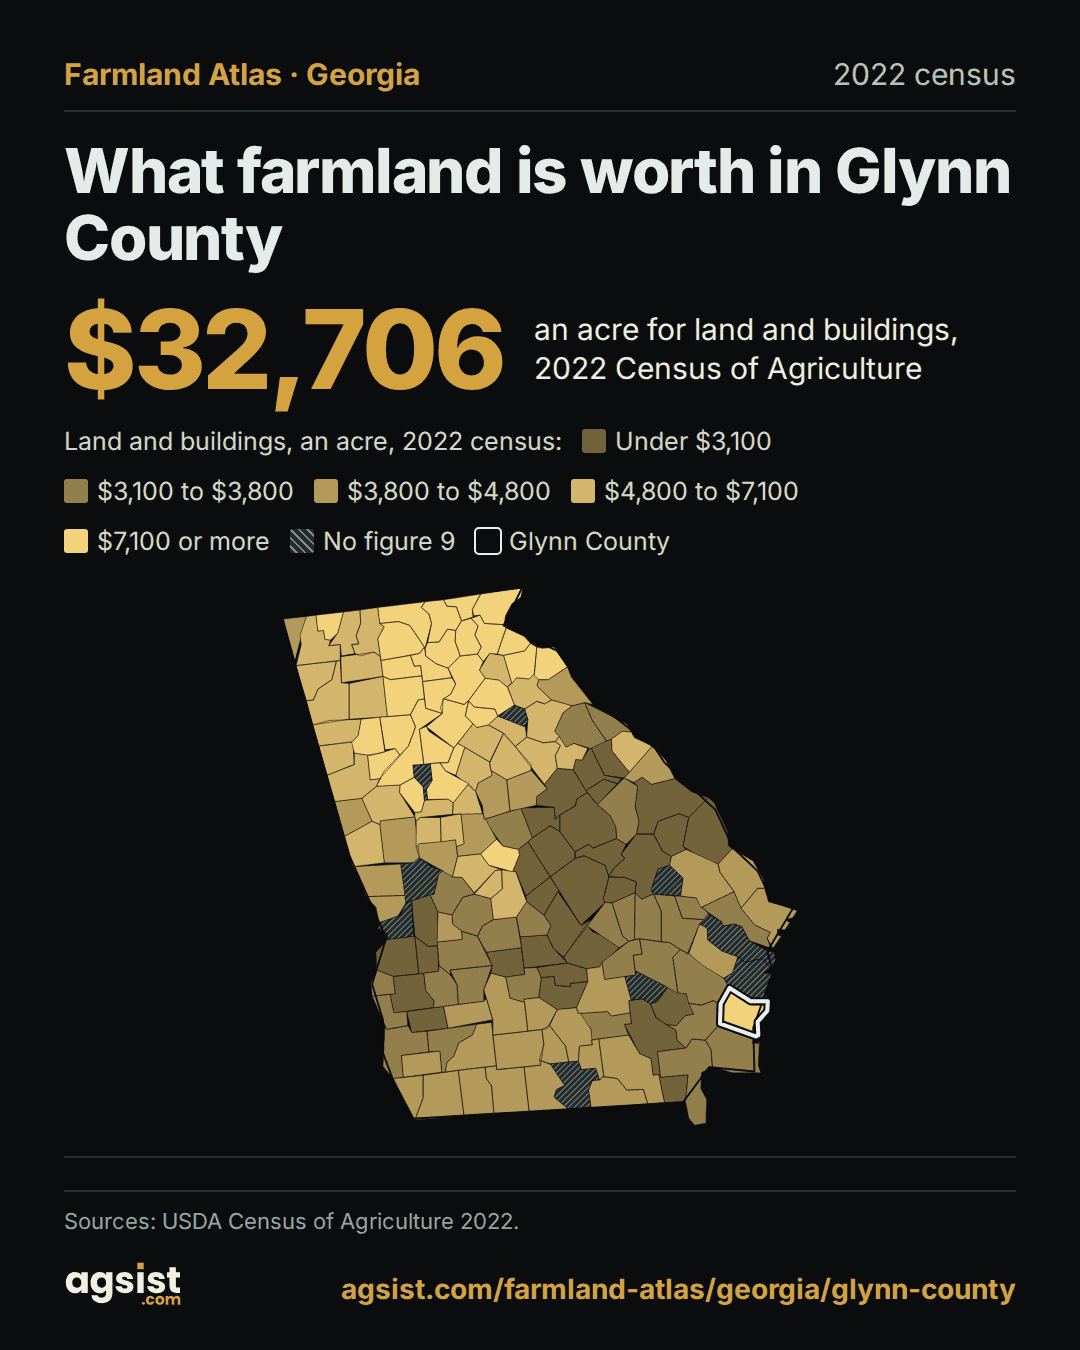 Farmland Atlas · Georgia
2022 census
What farmland is worth in Glynn
County
$32,706
an acre for land and buildings,
2022 Census of Agriculture
Land and buildings, an acre, 2022 census: Under $3,100
$3,100 to $3,800 $3,800 to $4,800 $4,800 to $7,100
$7,100 or more No figure 9 Glynn County
Sources: USDA Census of Agriculture 2022.
agsist
.com
agsist.com/farmland-atlas/georgia/glynn-county